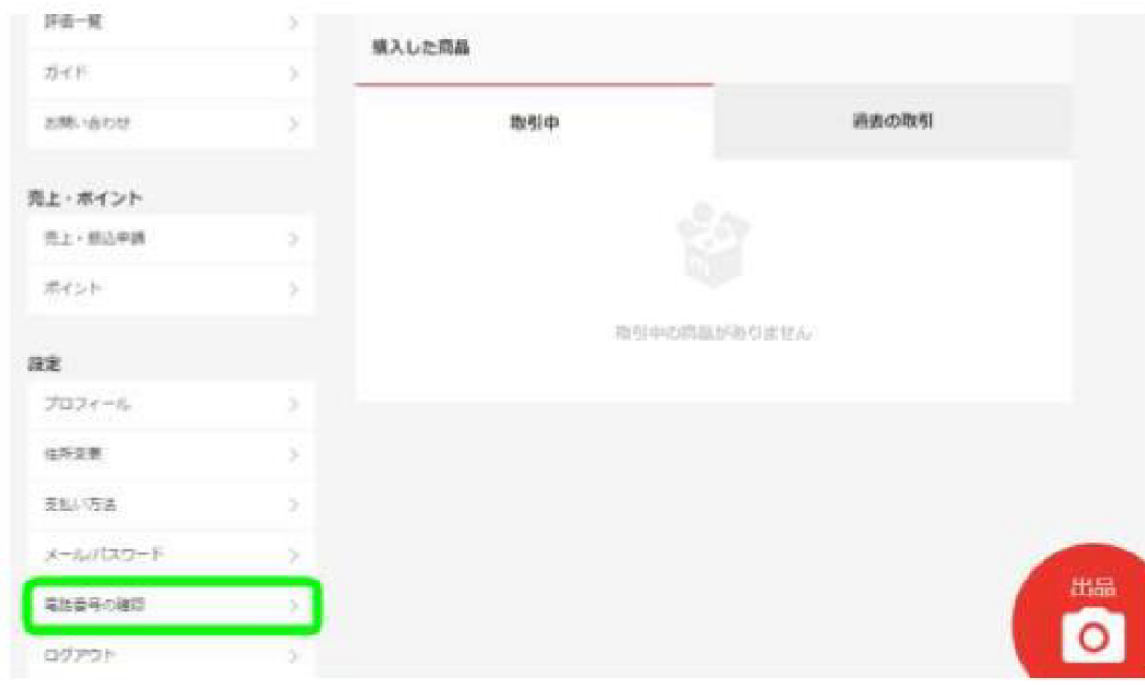 評価一覧
ガイド
お問い合わせ
売上・ポイント
売上・振込申請
ポイント
設定
プロフィール
住所変更
支払い方法
メール/パスワード
電話番号の確認
ログアウト
購入した商品
取引中
過去の取引
取引中の商品がありません
出品